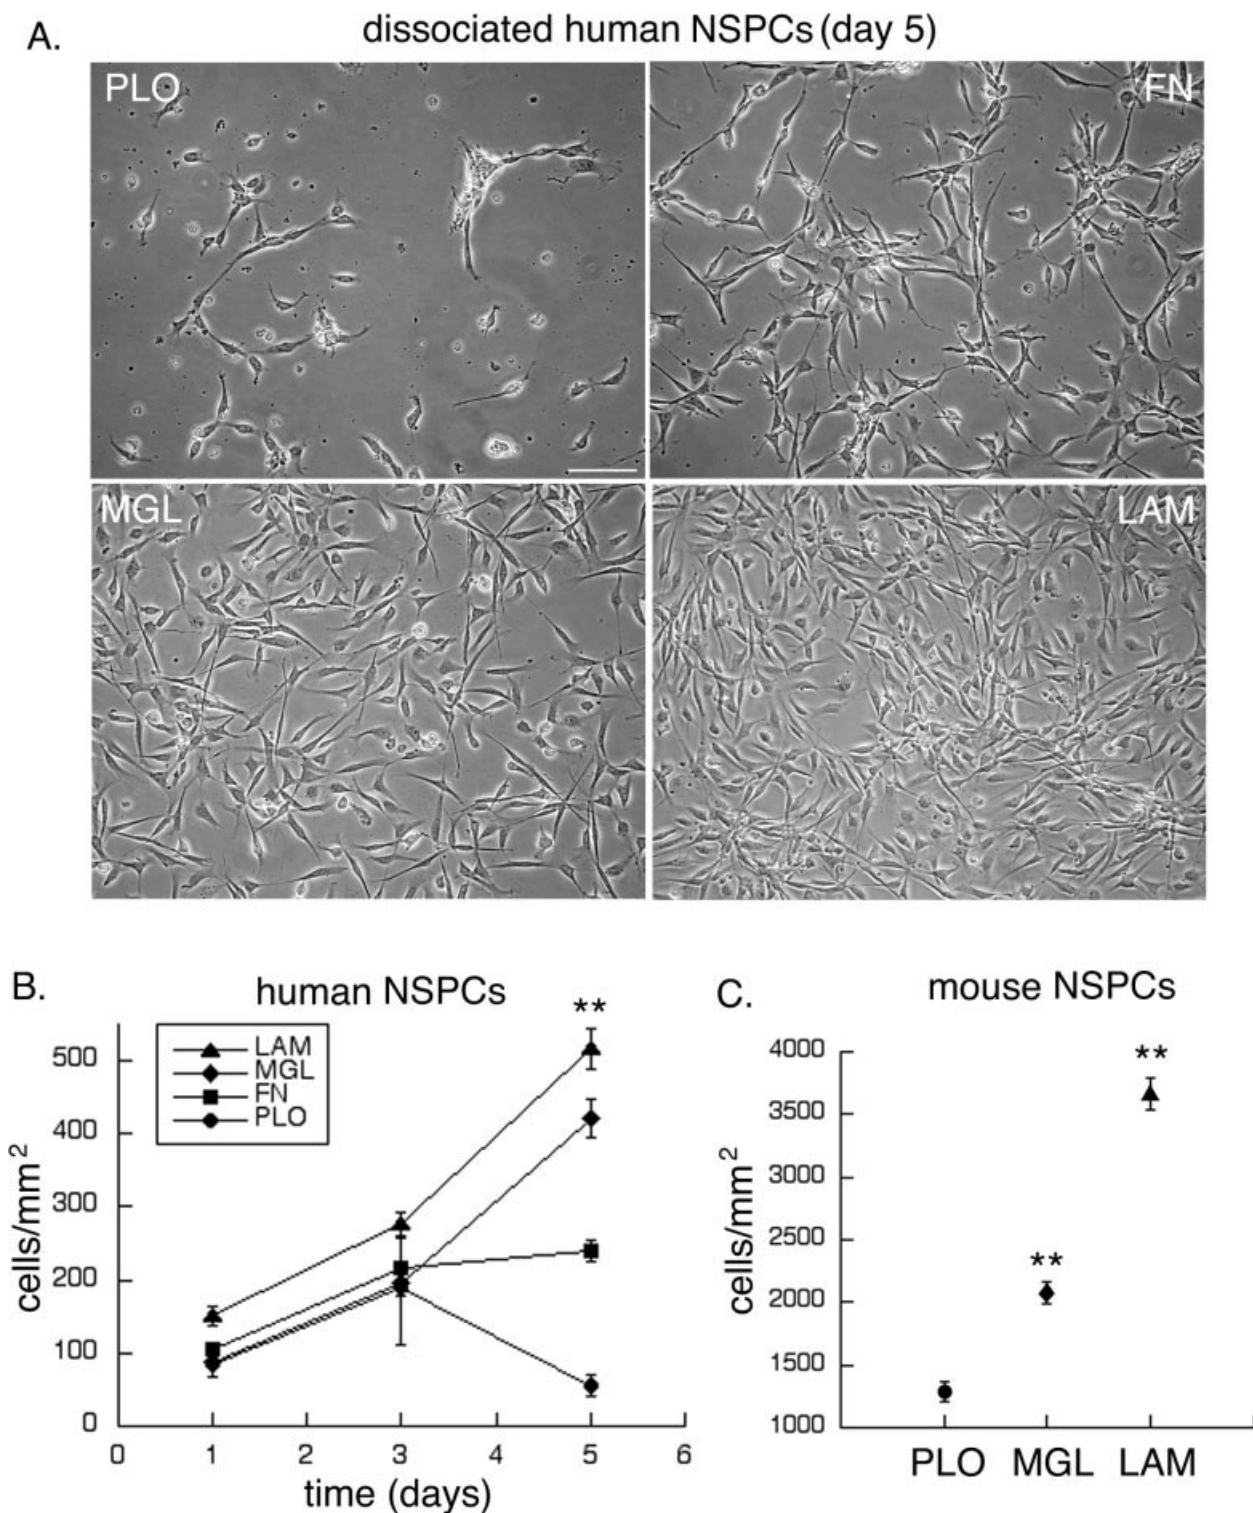 A.
dissociated human NSPCs (day 5)
PLO
FN
MGL
LAM
B.
human NSPCs
**
LAM
MGL
FN
PLO
500
400
300
200
100
0
cells/mm2
0 1 2 3 4 5 6
time (days)
C.
mouse NSPCs
4000
3500
3000
2500
2000
1500
1000
cells/mm2
**
**
PLO MGL LAM